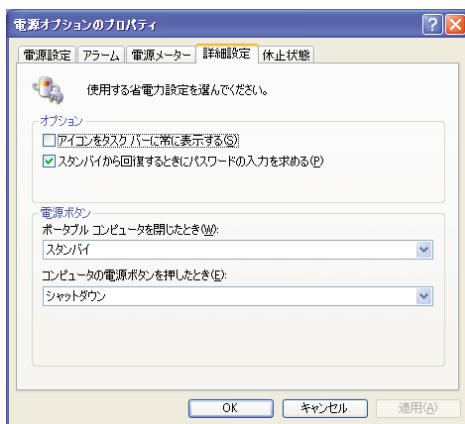 電源オプションのプロパティ
電源設定 アラーム 電源メーター 詳細設定 休止状態
使用する省電力設定を選んでください。
オプション
アイコンをタスク バーに常に表示する(S)
スタンバイから回復するときにパスワードの入力を求める(P)
電源ボタン
ポータブル コンピュータを閉じたとき(W):
スタンバイ
コンピュータの電源ボタンを押したとき(E):
シャットダウン
OK キャンセル 適用(A)